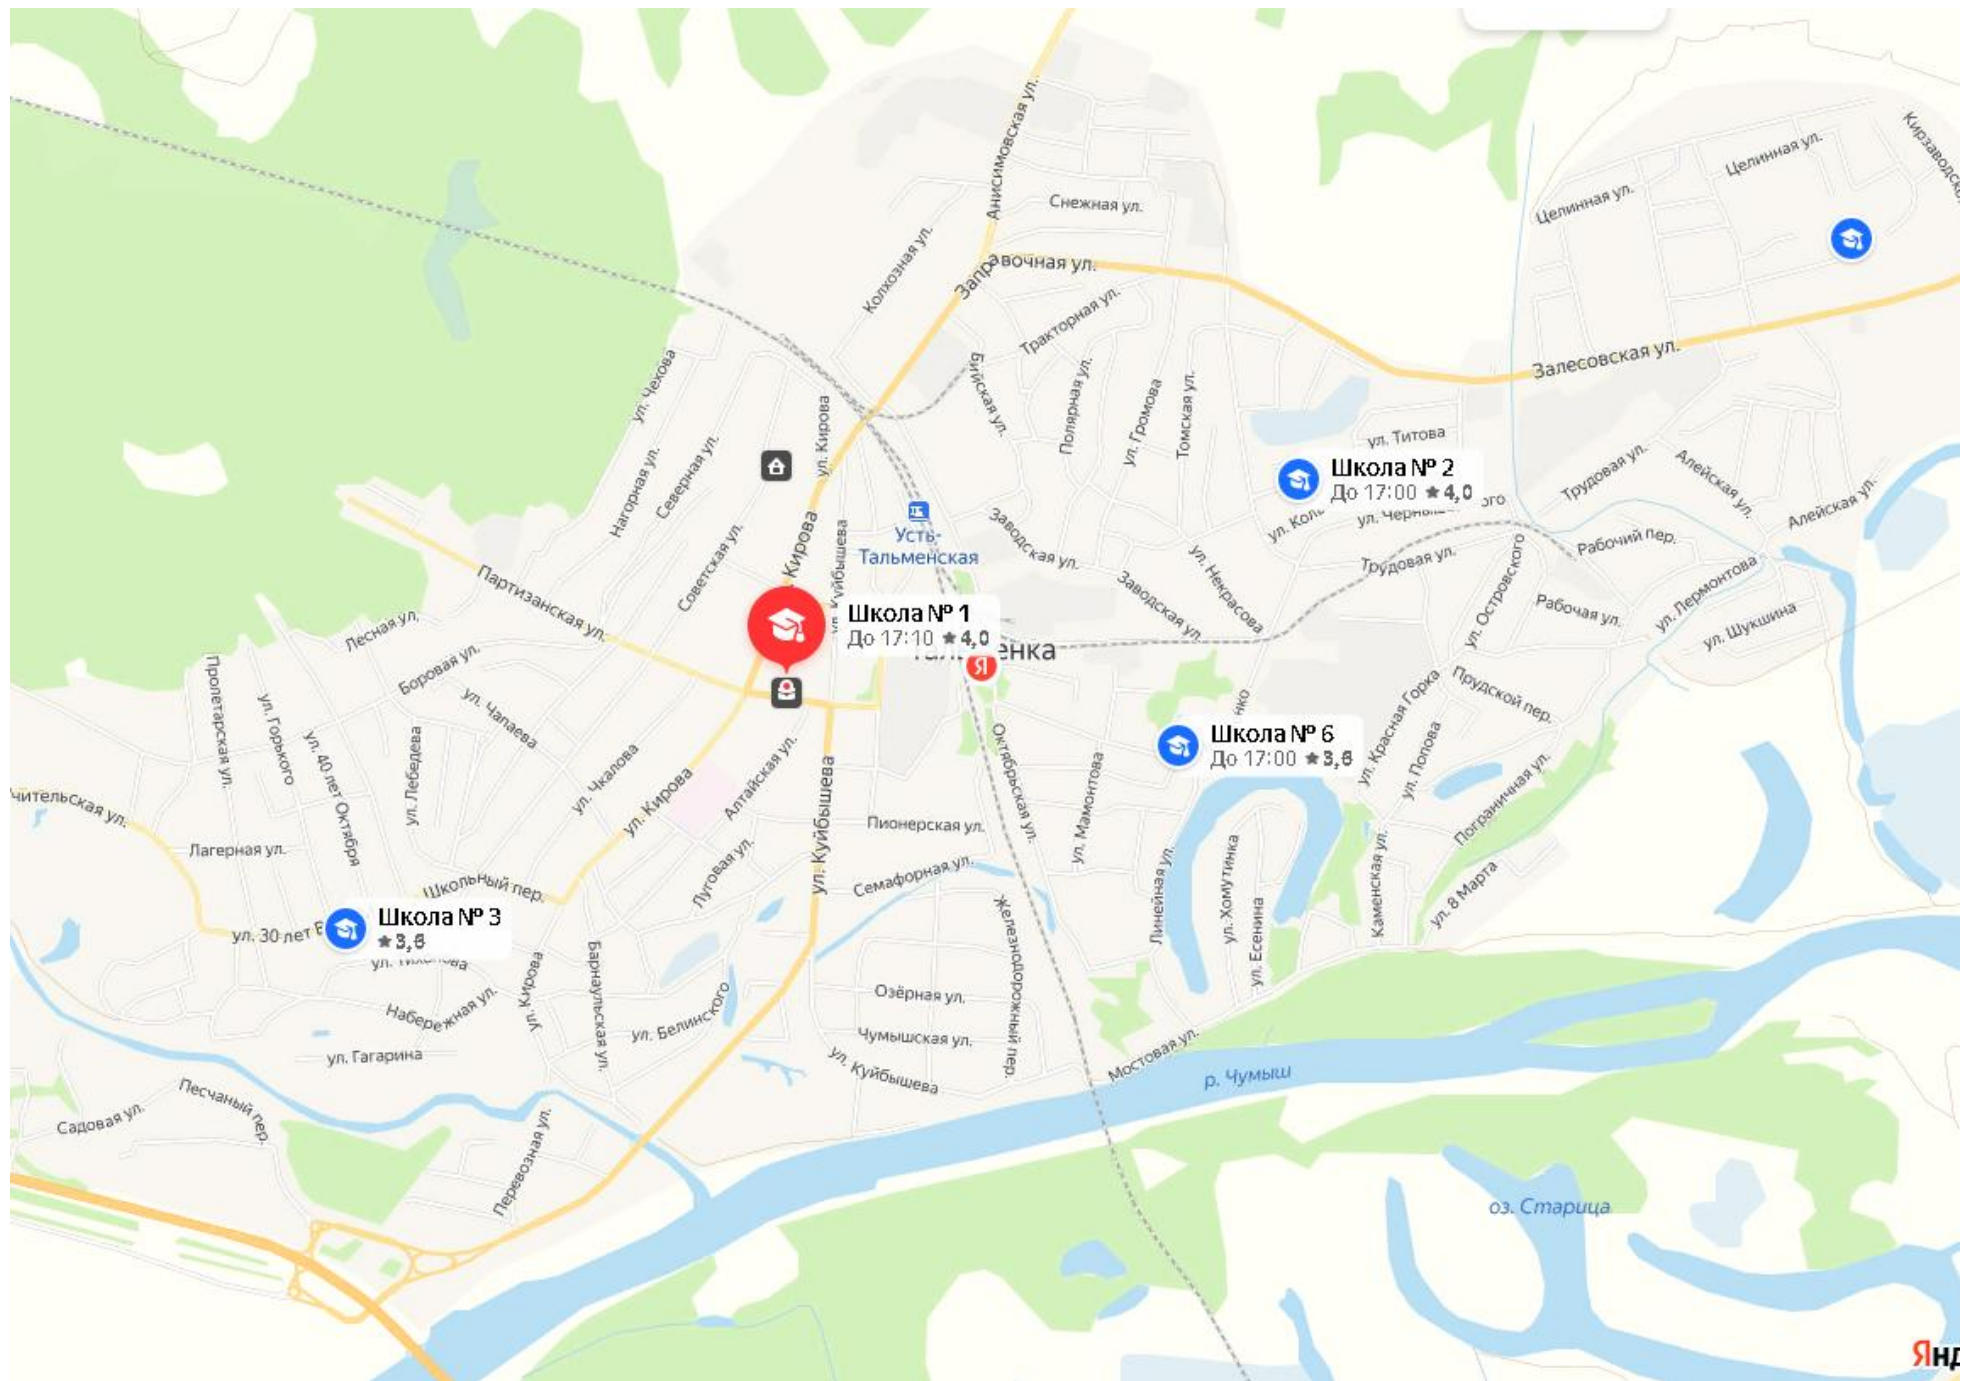 Анисимовская ул.
Снежная ул.
Целинная ул.
Целинная ул.
Колхозная ул.
Заправочная ул.
Тракторная ул.
Залесовская ул.
ул. Чехова
ул. Кирова
Бийская ул.
Полярная ул.
ул. Громова
Томская ул.
ул. Титова
Северная ул.
Нагорная ул.
Школа № 2
До 17:00 ★4,0
Трудовая ул.
Алейская ул.
Алейская ул.
Советская ул.
Кирова
ул. Куйбышева
Усть-
Тальменская
Заводская ул.
Заводская ул.
ул. Некрасова
Трудовая ул.
ул. Островского
Рабочий пер.
Рабочая ул.
ул. Лермонтова
ул. Шукшина
Партизанская ул.
Лесная ул.
Боровая ул.
Школа № 1
До 17:10 ★4,0
Я
Пролетарская ул.
ул. Горького
ул. 40 лет Октября
ул. Лебедева
ул. Чапаева
ул. Чкалова
ул. Кирова
Алтайская ул.
ул. Куйбышева
Октябрьская ул.
ул. Мамонтова
Школа № 6
До 17:00 ★3,6
ул. Красная Горка
Прудской пер.
ул. Попова
Пограничная ул.
Лагерная ул.
Пионерская ул.
Семафорная ул.
Луговая ул.
Школьный пер.
Школа № 3
★3,6
ул. 30 лет
Линейная ул.
ул. Хомутинка
ул. Есенина
Каменская ул.
ул. 8 Марта
Набережная ул.
ул. Кирова
Барнаульская ул.
ул. Белинского
Озёрная ул.
Чумышская ул.
ул. Куйбышева
Железнодорожный пер.
Мостовая ул.
р. Чумыш
ул. Гагарина
Песчаный пер.
Садовая ул.
Перевозная ул.
оз. Старица
Янд